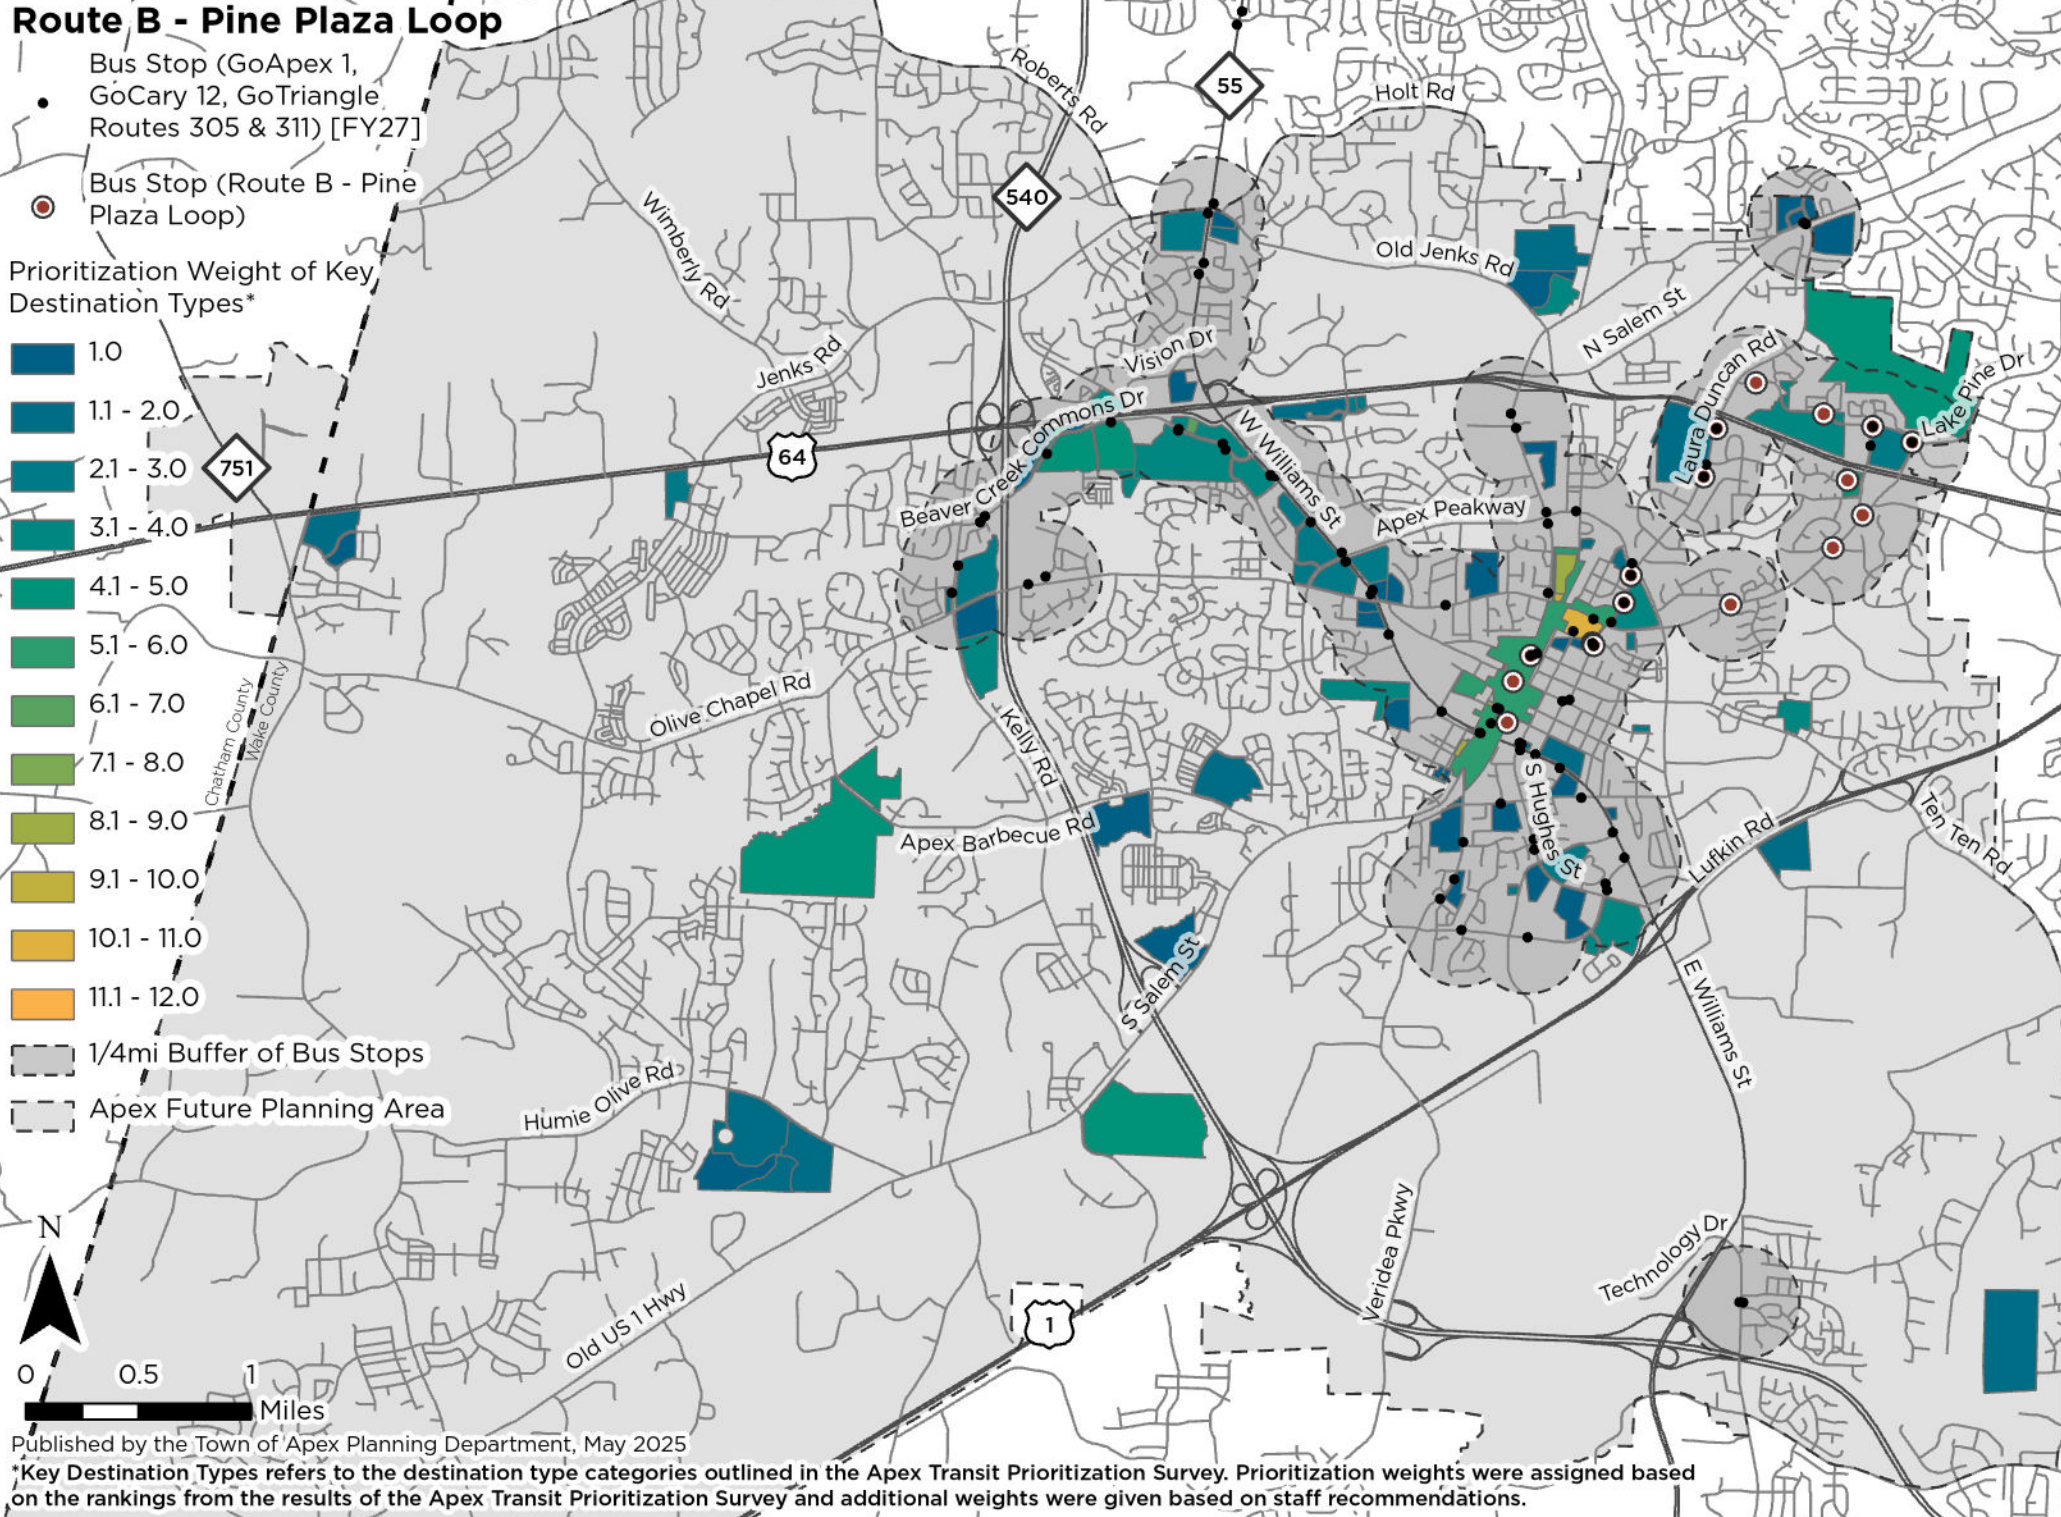 Route B - Pine Plaza Loop
Bus Stop (GoApex 1,
GoCary 12, GoTriangle
Routes 305 & 311) [FY27]
Bus Stop (Route B - Pine
Plaza Loop)
Prioritization Weight of Key
Destination Types*
1.0
1.1 - 2.0
2.1 - 3.0
3.1 - 4.0
4.1 - 5.0
5.1 - 6.0
6.1 - 7.0
7.1 - 8.0
8.1 - 9.0
9.1 - 10.0
10.1 - 11.0
11.1 - 12.0
1/4mi Buffer of Bus Stops
Apex Future Planning Area
Roberts Rd
55
Holt Rd
540
Wimberly Rd
Old Jenks Rd
N Salem St
Vision Dr
Jenks Rd
Laura Duncan Rd
Lake Pine Dr
Beaver Creek Commons Dr
W Williams St
64
751
Apex Peakway
Chatham County
Wake County
Olive Chapel Rd
Kelly Rd
S Hughes St
Apex Barbecue Rd
Lufkin Rd
Ten Ten Rd
S Salem St
E Williams St
Humie Olive Rd
Veridea Pkwy
Technology Dr
Old US 1 Hwy
1
N
0 0.5 1
Miles
Published by the Town of Apex Planning Department, May 2025
*Key Destination Types refers to the destination type categories outlined in the Apex Transit Prioritization Survey. Prioritization weights were assigned based
on the rankings from the results of the Apex Transit Prioritization Survey and additional weights were given based on staff recommendations.